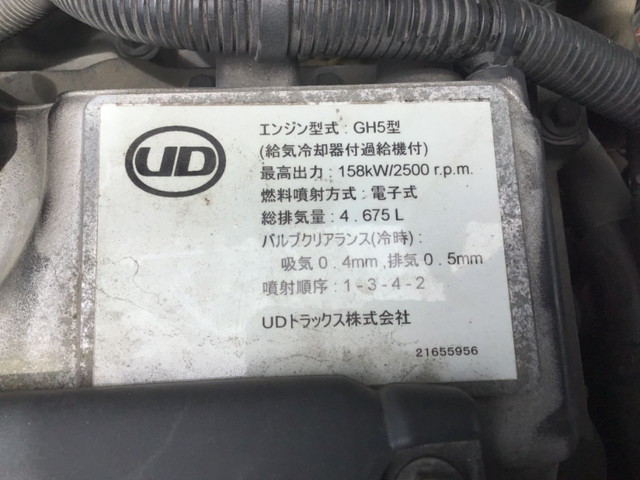 UD
エンジン型式 : GH5型
(給気冷却器付過給機付)
最高出力 : 158kW/2500 r.p.m.
燃料噴射方式 : 電子式
総排気量 : 4.675 L
バルブクリアランス(冷時) :
吸気 0.4mm ,排気 0.5mm
噴射順序 : 1-3-4-2
UDトラックス株式会社
21655956